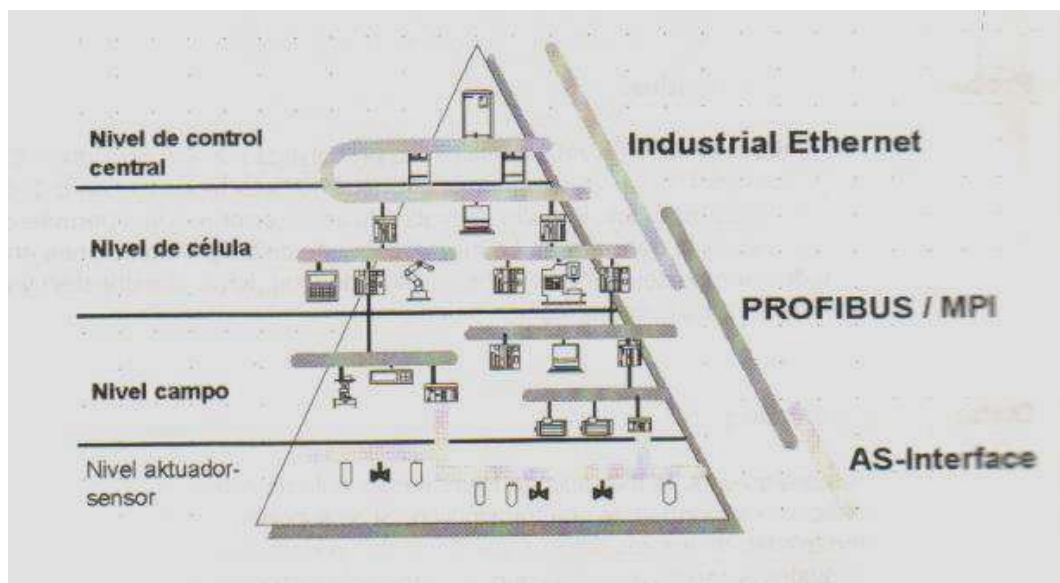 Nivel de control
central
Industrial Ethernet
Nivel de célula
PROFIBUS / MPI
Nivel campo
Nivel aktuador-
sensor
AS-Interface